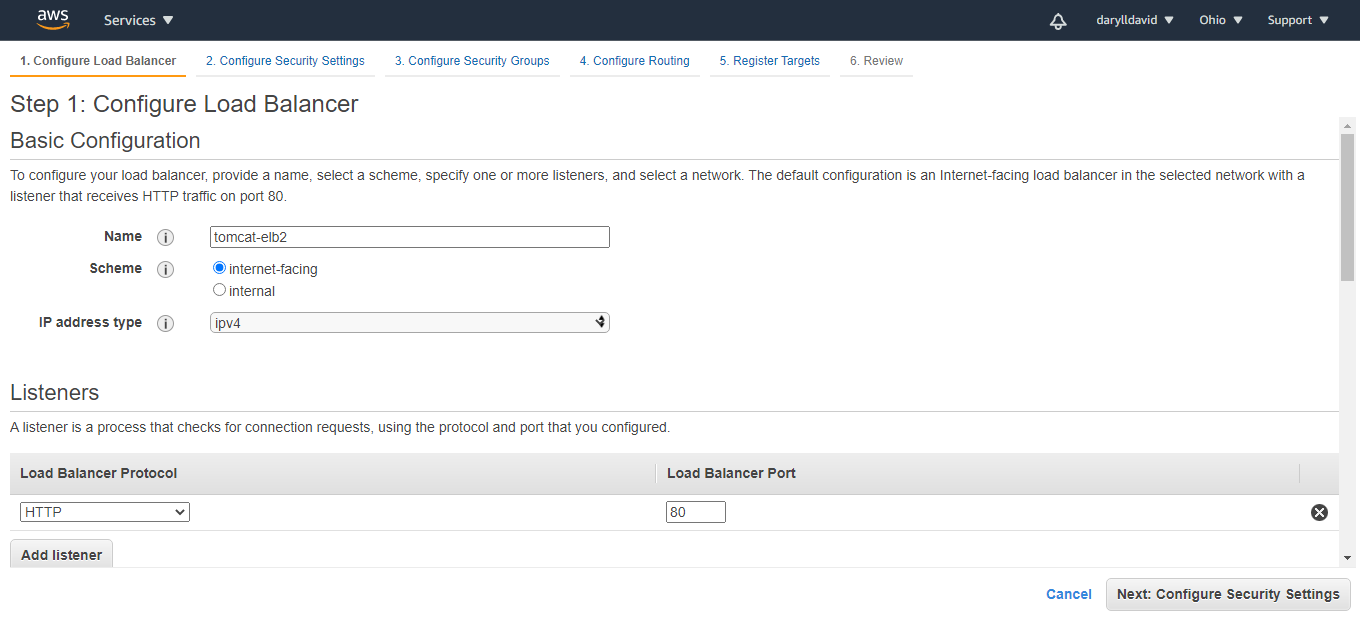 aws Services darylldavid Ohio Support
1. Configure Load Balancer 2. Configure Security Settings 3. Configure Security Groups 4. Configure Routing 5. Register Targets 6. Review
Step 1: Configure Load Balancer
Basic Configuration
To configure your load balancer, provide a name, select a scheme, specify one or more listeners, and select a network. The default configuration is an Internet-facing load balancer in the selected network with a
listener that receives HTTP traffic on port 80.
Name i tomcat-elb2
Scheme i internet-facing
internal
IP address type i ipv4
Listeners
A listener is a process that checks for connection requests, using the protocol and port that you configured.
Load Balancer Protocol Load Balancer Port
HTTP 80
Add listener
Cancel Next: Configure Security Settings